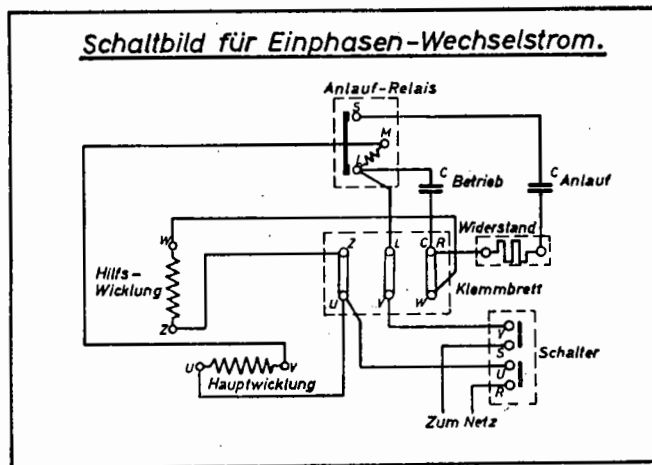 Schaltbild für Einphasen-Wechselstrom.
Anlauf-Relais
S
M
L
C
Betrieb
C
Anlauf
Widerstand
W
Z
L
C
R
Hilfs-
Wicklung
Klemmbrett
U
V
W
Z
V
S
U
R
Schalter
U
V
Hauptwicklung
Zum Netz